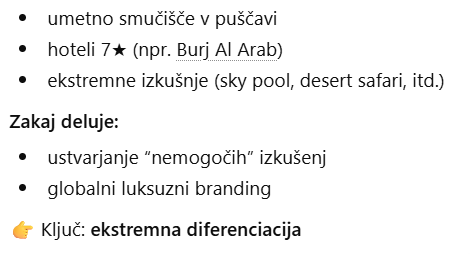 • umetno smučišče v puščavi
• hoteli 7★ (npr. Burj Al Arab)
• ekstremne izkušnje (sky pool, desert safari, itd.)
Zakaj deluje:
• ustvarjanje “nemogočih” izkušenj
• globalni luksuzni branding
👉 Ključ: ekstremna diferenciacija